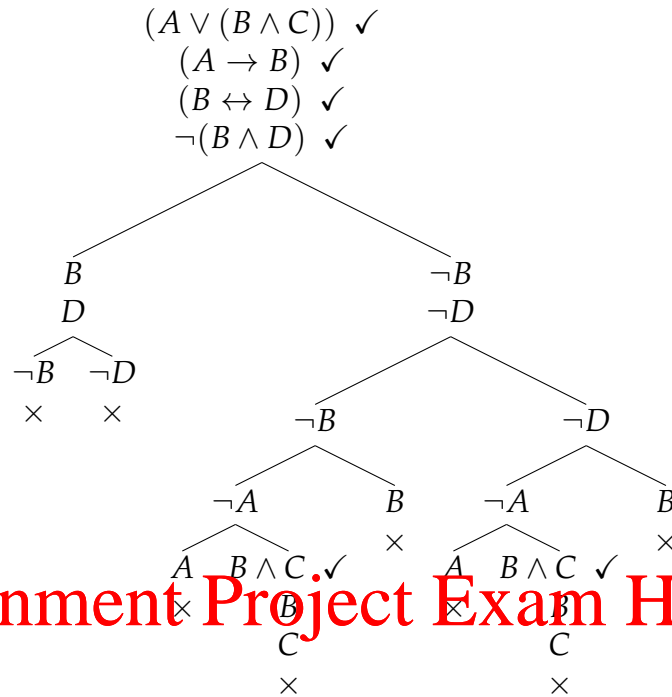 (A ∨ (B ∧ C)) ✓
(A → B) ✓
(B ↔ D) ✓
¬(B ∧ D) ✓
B ¬B
D ¬D
¬B ¬D
× ×
¬B ¬D
¬A B ¬A B
× ×
A B ∧ C ✓ A B ∧ C ✓
× B × B
nment Project Exam H
C C
× ×